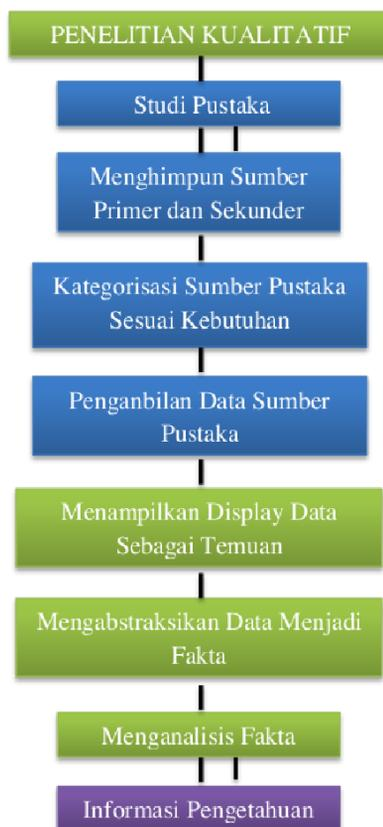 PENELITIAN KUALITATIF
Studi Pustaka
Menghimpun Sumber
Primer dan Sekunder
Kategorisasi Sumber Pustaka
Sesuai Kebutuhan
Penganbilan Data Sumber
Pustaka
Menampilkan Display Data
Sebagai Temuan
Mengabstraksikan Data Menjadi
Fakta
Menganalisis Fakta
Informasi Pengetahuan